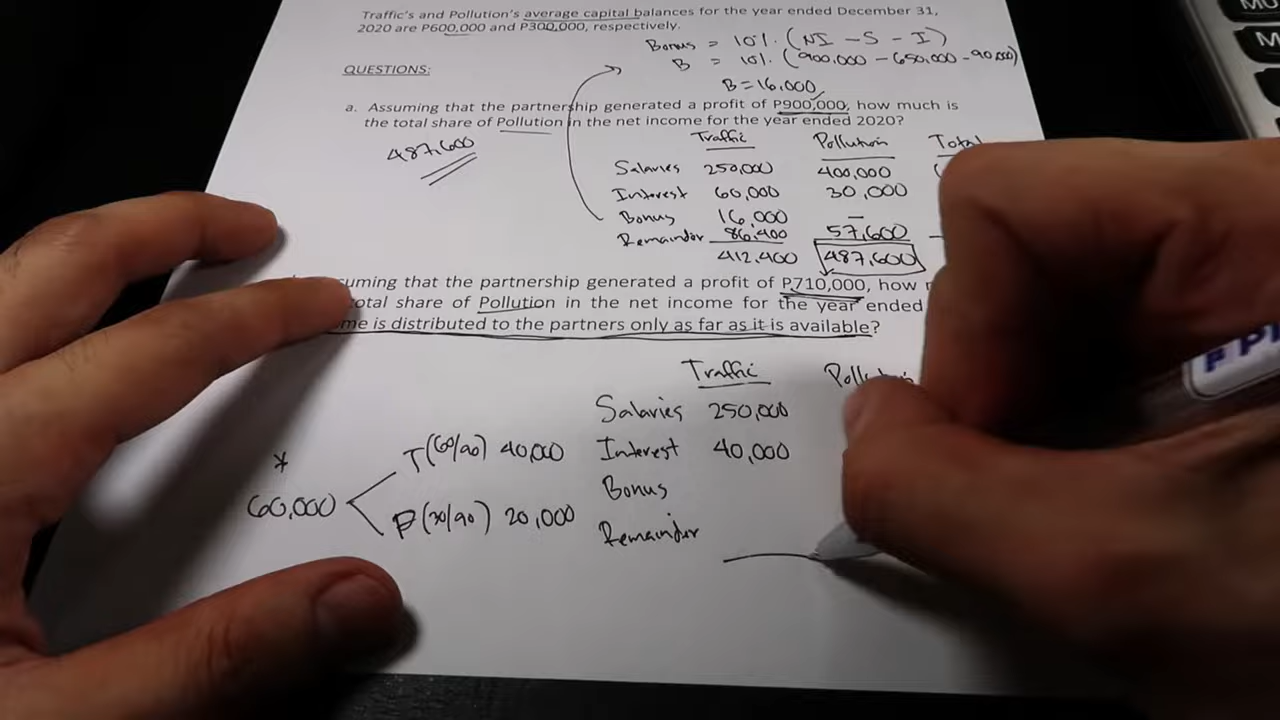 Traffic's and Pollution's average capital balances for the year ended December 31,
2020 are P600,000 and P300,000, respectively.
Bonus = 10% (NI - S - I)
B = 10% (900,000 - 650,000 - 90,000)
B = 16,000
QUESTIONS:
a. Assuming that the partnership generated a profit of P900,000, how much is
the total share of Pollution in the net income for the year ended 2020?
487,600
Traffic Pollution Total
Salaries 250,000 400,000
Interest 60,000 30,000
Bonus 16,000 –
Remainder 86,400 57,600
412,400 487,600
uming that the partnership generated a profit of P710,000, how
total share of Pollution in the net income for the year ended
me is distributed to the partners only as far as it is available?
Traffic
Salaries 250,000
Interest 40,000
Bonus
Remainder
*
60,000
T (60/90) 40,000
P (30/90) 20,000